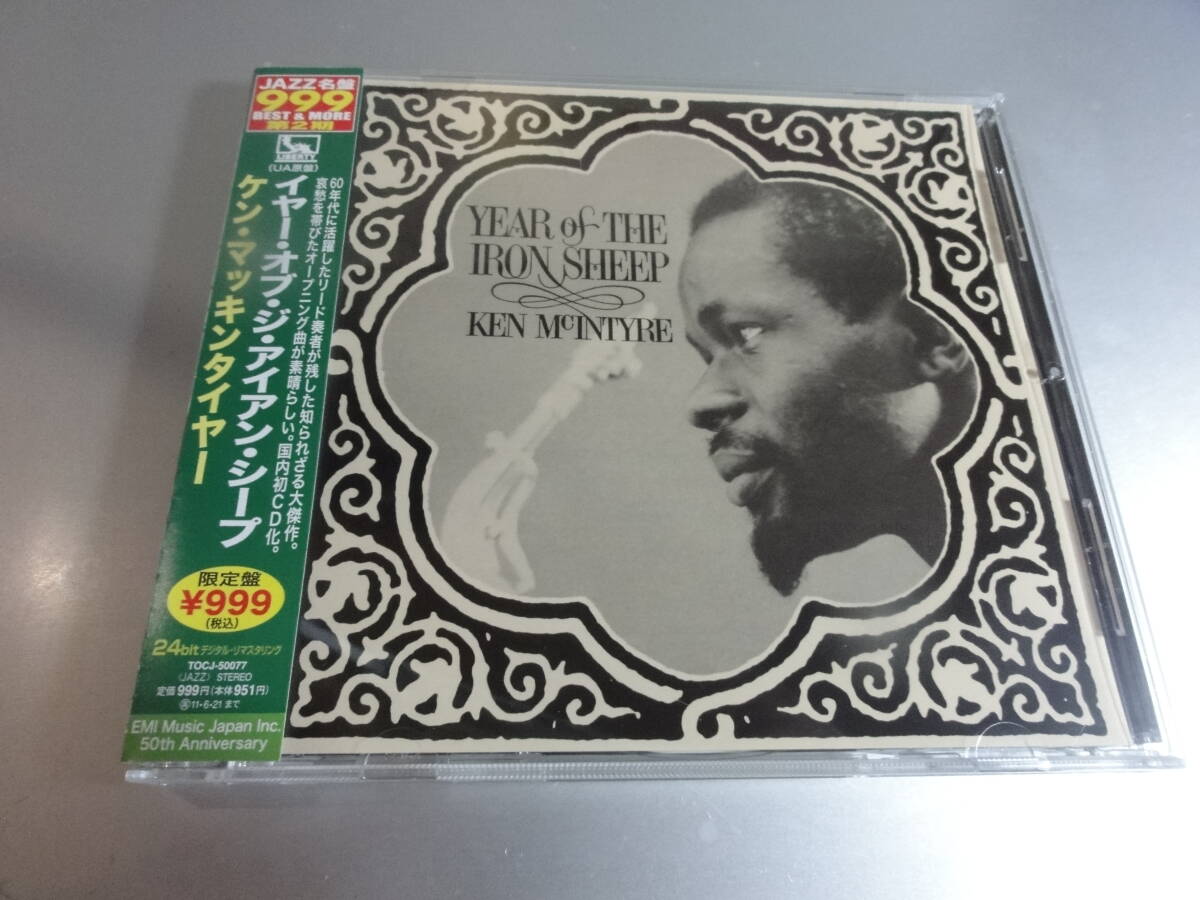 JAZZ名盤
999
BEST & MORE
第2期
LIBERTY
(UA原盤)
60年代に活躍したリード奏者が残した知られざる大傑作。
哀愁を帯びたオープニング曲が素晴らしい。国内初CD化。
イヤー・オブ・ジ・アイアン・シープ
ケン・マッキンタイヤー
限定盤
¥999
(税込)
24bitデジタル・リマスタリング
TOCJ-50077
〈JAZZ〉 STEREO
定価999円(本体951円)
11・6・21まで
EMI Music Japan Inc.
50th Anniversary
YEAR of THE
IRON SHEEP
KEN McINTYRE